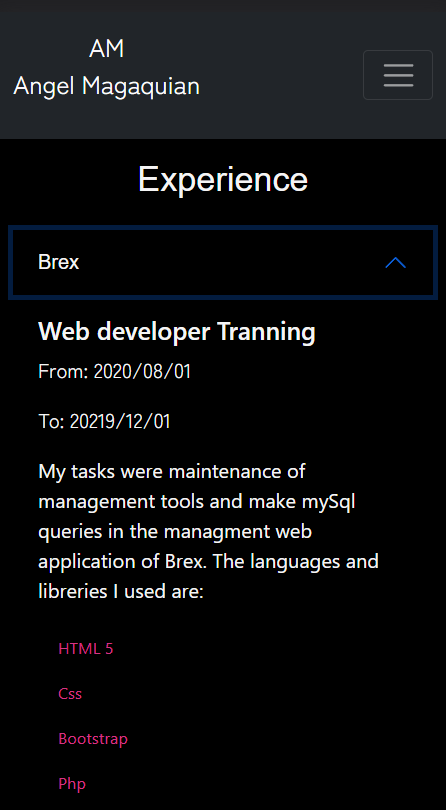 AM
Angel Magaquian
Experience
Brex
Web developer Tranning
From: 2020/08/01
To: 20219/12/01
My tasks were maintenance of
management tools and make mySql
queries in the managment web
application of Brex. The languages and
libreries I used are:
HTML 5
Css
Bootstrap
Php